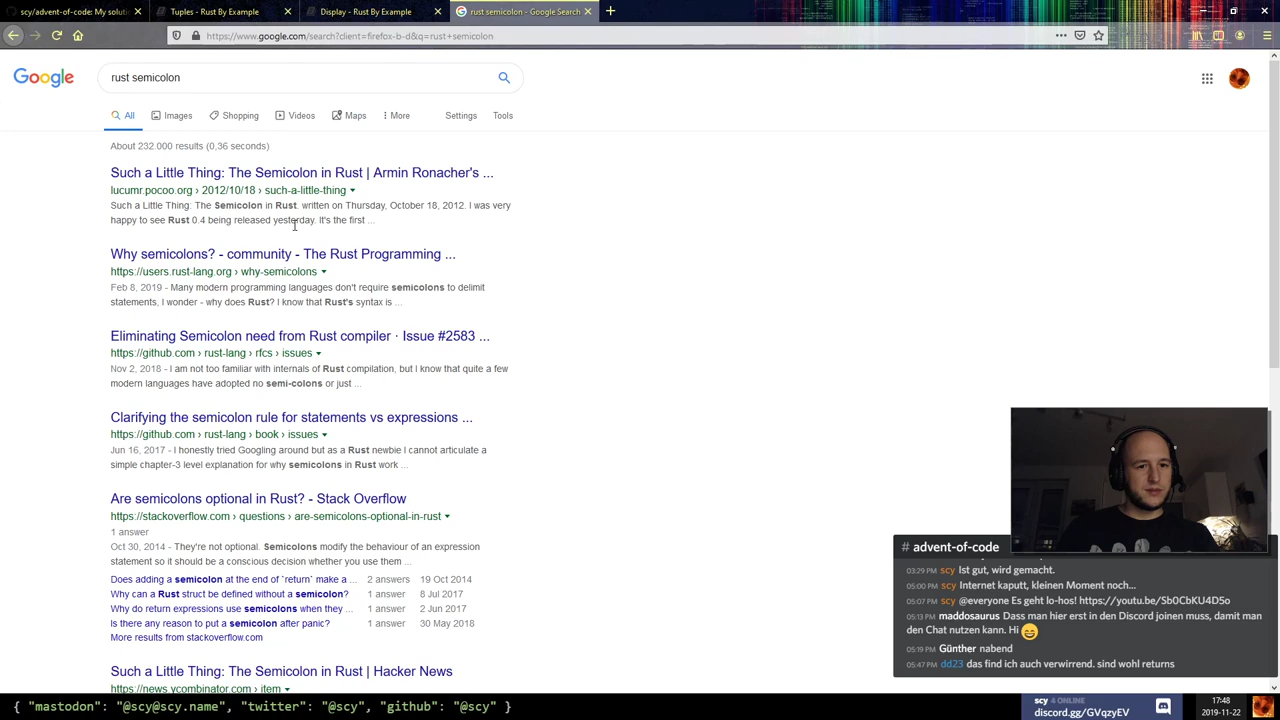 scy/advent-of-code: My solut
Tuples - Rust By Example
Display - Rust By Example
rust semicolon - Google Search
https://www.google.com/search?client=firefox-b-d&q=rust+semicolon
Google
rust semicolon
All
Images
Shopping
Videos
Maps
More
Settings
Tools
About 232.000 results (0,36 seconds)
Such a Little Thing: The Semicolon in Rust | Armin Ronacher's ...
lucumr.pocoo.org › 2012/10/18 › such-a-little-thing
Such a Little Thing: The Semicolon in Rust. written on Thursday, October 18, 2012. I was very
happy to see Rust 0.4 being released yesterday. It's the first ...
Why semicolons? - community - The Rust Programming ...
https://users.rust-lang.org › why-semicolons
Feb 8, 2019 - Many modern programming languages don't require semicolons to delimit
statements, I wonder - why does Rust? I know that Rust's syntax is ...
Eliminating Semicolon need from Rust compiler · Issue #2583 ...
https://github.com › rust-lang › rfcs › issues
Nov 2, 2018 - I am not too familiar with internals of Rust compilation, but I know that quite a few
modern languages have adopted no semi-colons or just ...
Clarifying the semicolon rule for statements vs expressions ...
https://github.com › rust-lang › book › issues
Jun 16, 2017 - I honestly tried Googling around but as a Rust newbie I cannot articulate a
simple chapter-3 level explanation for why semicolons in Rust work ...
Are semicolons optional in Rust? - Stack Overflow
https://stackoverflow.com › questions › are-semicolons-optional-in-rust
1 answer
Oct 30, 2014 - They're not optional. Semicolons modify the behaviour of an expression
statement so it should be a conscious decision whether you use them ...
Does adding a semicolon at the end of `return` make a ... 2 answers 19 Oct 2014
Why can a Rust struct be defined without a semicolon? 1 answer 8 Jul 2017
Why do return expressions use semicolons when they ... 1 answer 2 Jun 2017
Is there any reason to put a semicolon after panic? 1 answer 30 May 2018
More results from stackoverflow.com
Such a Little Thing: The Semicolon in Rust | Hacker News
https://news.ycombinator.com › item
# advent-of-code
03:29 PM scy Ist gut, wird gemacht.
05:00 PM scy Internet kaputt, kleinen Moment noch...
05:07 PM scy @everyone Es geht lo-hos! https://youtu.be/Sb0CbKU4D5o
05:13 PM maddosaurus Dass man hier erst in den Discord joinen muss, damit man
den Chat nutzen kann. Hi
05:19 PM Günther nabend
05:47 PM dd23 das find ich auch verwirrend. sind wohl returns
{ "mastodon": "@scy@scy.name", "twitter": "@scy", "github": "@scy" }
scy 4 ONLINE
discord.gg/GVqzyEV
17:48
2019-11-22